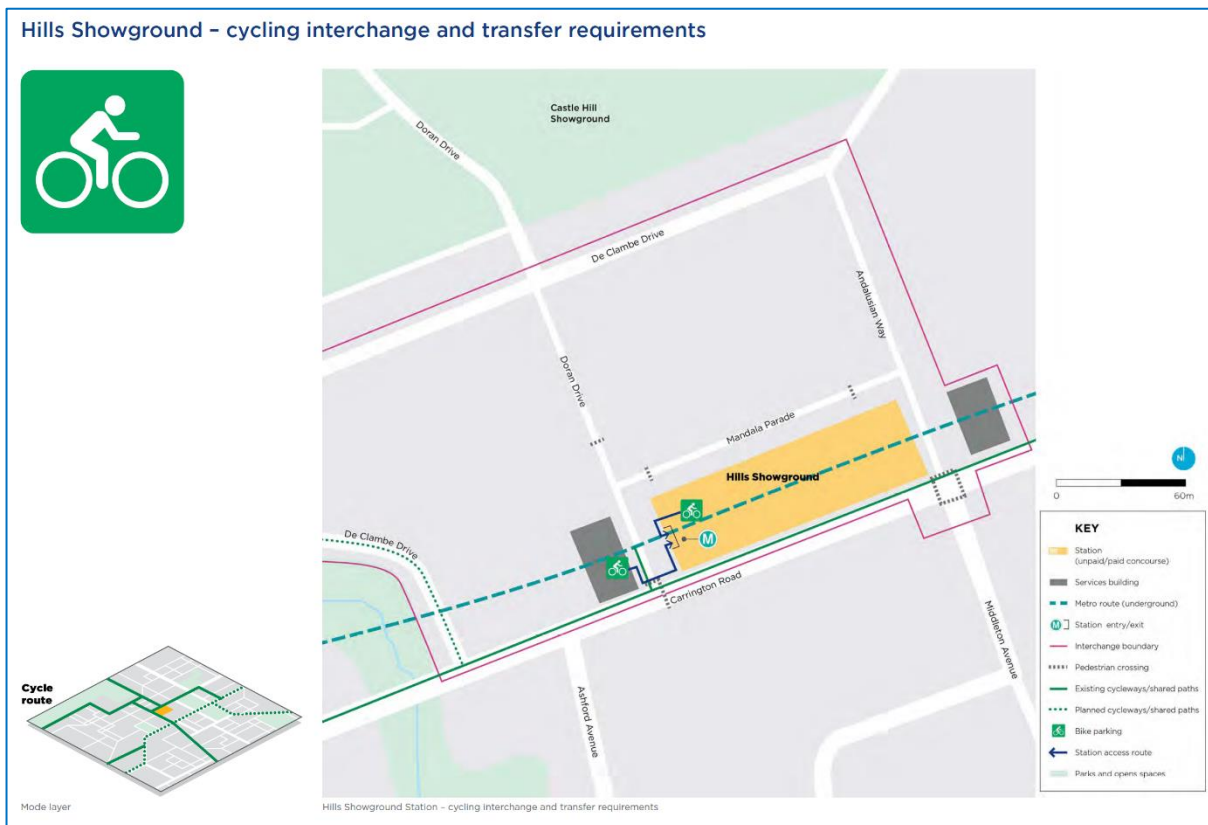 Hills Showground – cycling interchange and transfer requirements
Castle Hill
Showground
Doran Drive
De Clambe Drive
Andalusian Way
Doran Drive
Mandala Parade
Hills Showground
De Clambe Drive
M
Carrington Road
Middleton Avenue
Ashford Avenue
N
0 60m
KEY
Station
(unpaid/paid concourse)
Services building
Metro route (underground)
M Station entry/exit
Interchange boundary
Pedestrian crossing
Existing cycleways/shared paths
Planned cycleways/shared paths
Bike parking
Station access route
Parks and opens spaces
Cycle
route
Mode layer
Hills Showground Station – cycling interchange and transfer requirements